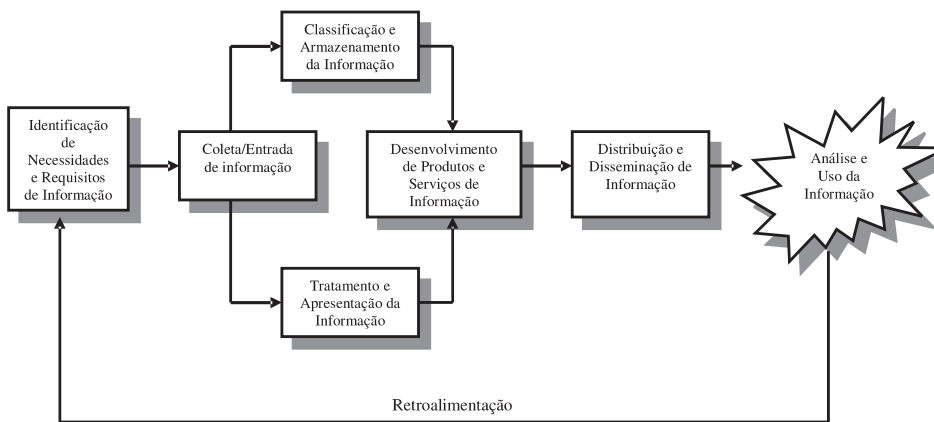 Identificação
de
Necessidades
e Requisitos
de Informação
Coleta/Entrada
de informação
Classificação e
Armazenamento
da Informação
Tratamento e
Apresentação da
Informação
Desenvolvimento
de Produtos e
Serviços de
Informação
Distribuição e
Disseminação de
Informação
Análise e
Uso da
Informação
Retroalimentação